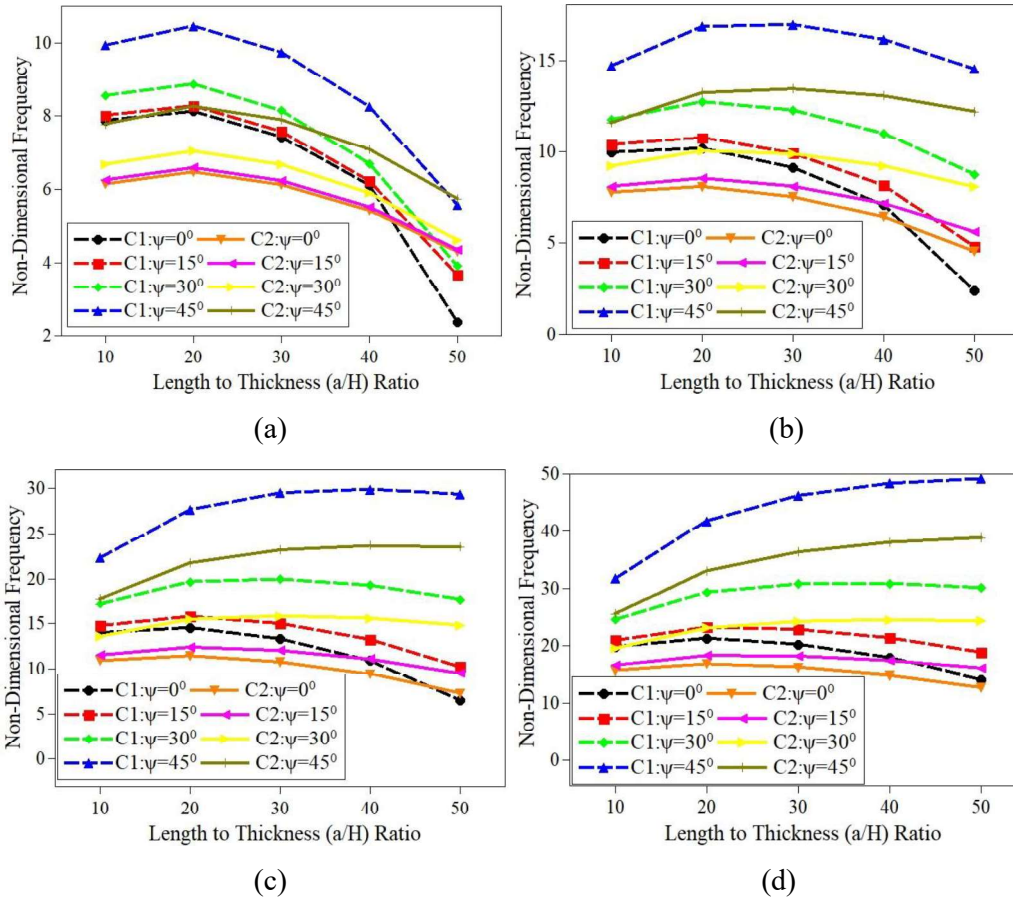 Non-Dimensional Frequency
10
8
6
4
2
C1:ψ=0⁰ C2:ψ=0⁰
C1:ψ=15⁰ C2:ψ=15⁰
C1:ψ=30⁰ C2:ψ=30⁰
C1:ψ=45⁰ C2:ψ=45⁰
10 20 30 40 50
Length to Thickness (a/H) Ratio
(a)
Non-Dimensional Frequency
15
10
5
0
C1:ψ=0⁰ C2:ψ=0⁰
C1:ψ=15⁰ C2:ψ=15⁰
C1:ψ=30⁰ C2:ψ=30⁰
C1:ψ=45⁰ C2:ψ=45⁰
10 20 30 40 50
Length to Thickness (a/H) Ratio
(b)
Non-Dimensional Frequency
30
25
20
15
10
5
0
C1:ψ=0⁰ C2:ψ=0⁰
C1:ψ=15⁰ C2:ψ=15⁰
C1:ψ=30⁰ C2:ψ=30⁰
C1:ψ=45⁰ C2:ψ=45⁰
10 20 30 40 50
Length to Thickness (a/H) Ratio
(c)
Non-Dimensional Frequency
50
40
30
20
10
0
C1:ψ=0⁰ C2:ψ=0⁰
C1:ψ=15⁰ C2:ψ=15⁰
C1:ψ=30⁰ C2:ψ=30⁰
C1:ψ=45⁰ C2:ψ=45⁰
10 20 30 40 50
Length to Thickness (a/H) Ratio
(d)